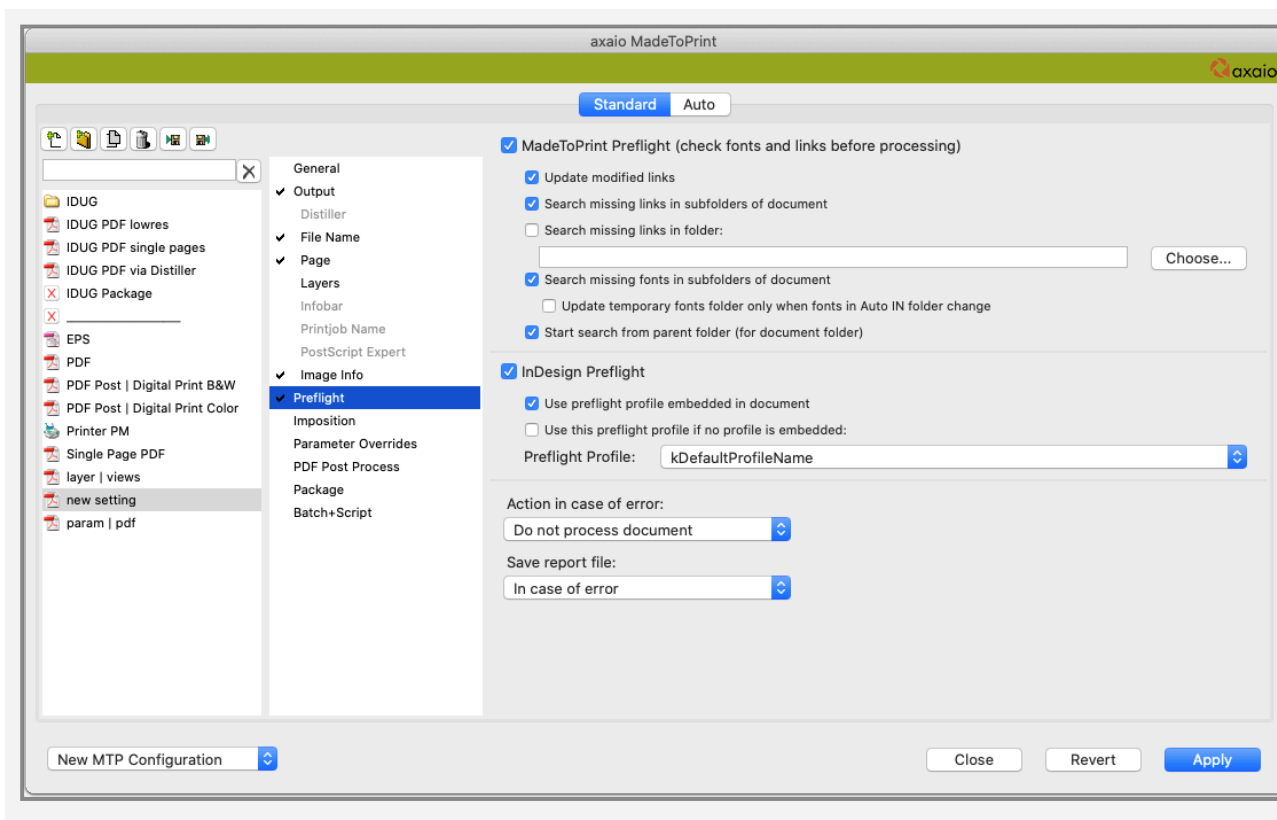 axaio MadeToPrint
axaio
Standard
Auto
IDUG
IDUG PDF lowres
IDUG PDF single pages
IDUG PDF via Distiller
IDUG Package
__________________
EPS
PDF
PDF Post | Digital Print B&W
PDF Post | Digital Print Color
Printer PM
Single Page PDF
layer | views
new setting
param | pdf
General
Output
Distiller
File Name
Page
Layers
Infobar
Printjob Name
PostScript Expert
Image Info
Preflight
Imposition
Parameter Overrides
PDF Post Process
Package
Batch+Script
MadeToPrint Preflight (check fonts and links before processing)
Update modified links
Search missing links in subfolders of document
Search missing links in folder:
Choose...
Search missing fonts in subfolders of document
Update temporary fonts folder only when fonts in Auto IN folder change
Start search from parent folder (for document folder)
InDesign Preflight
Use preflight profile embedded in document
Use this preflight profile if no profile is embedded:
Preflight Profile: kDefaultProfileName
Action in case of error:
Do not process document
Save report file:
In case of error
New MTP Configuration
Close
Revert
Apply